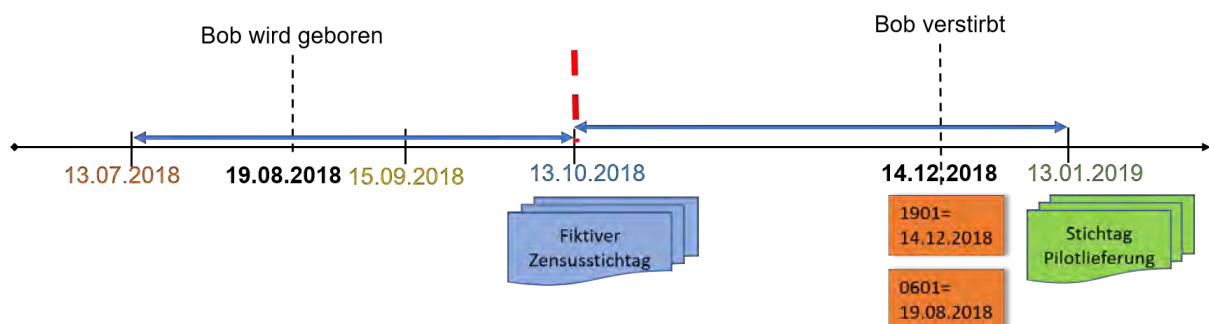 Bob wird geboren
Bob verstirbt
13.07.2018
19.08.2018
15.09.2018
13.10.2018
14.12.2018
13.01.2019
Fiktiver
Zensusstichtag
1901=
14.12.2018
0601=
19.08.2018
Stichtag
Pilotlieferung